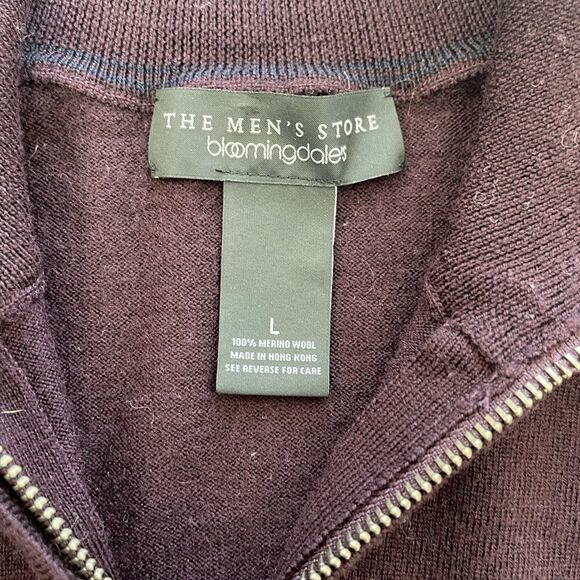 THE MEN'S STORE
bloomingdale's
L
100% MERINO WOOL
MADE IN HONG KONG
SEE REVERSE FOR CARE